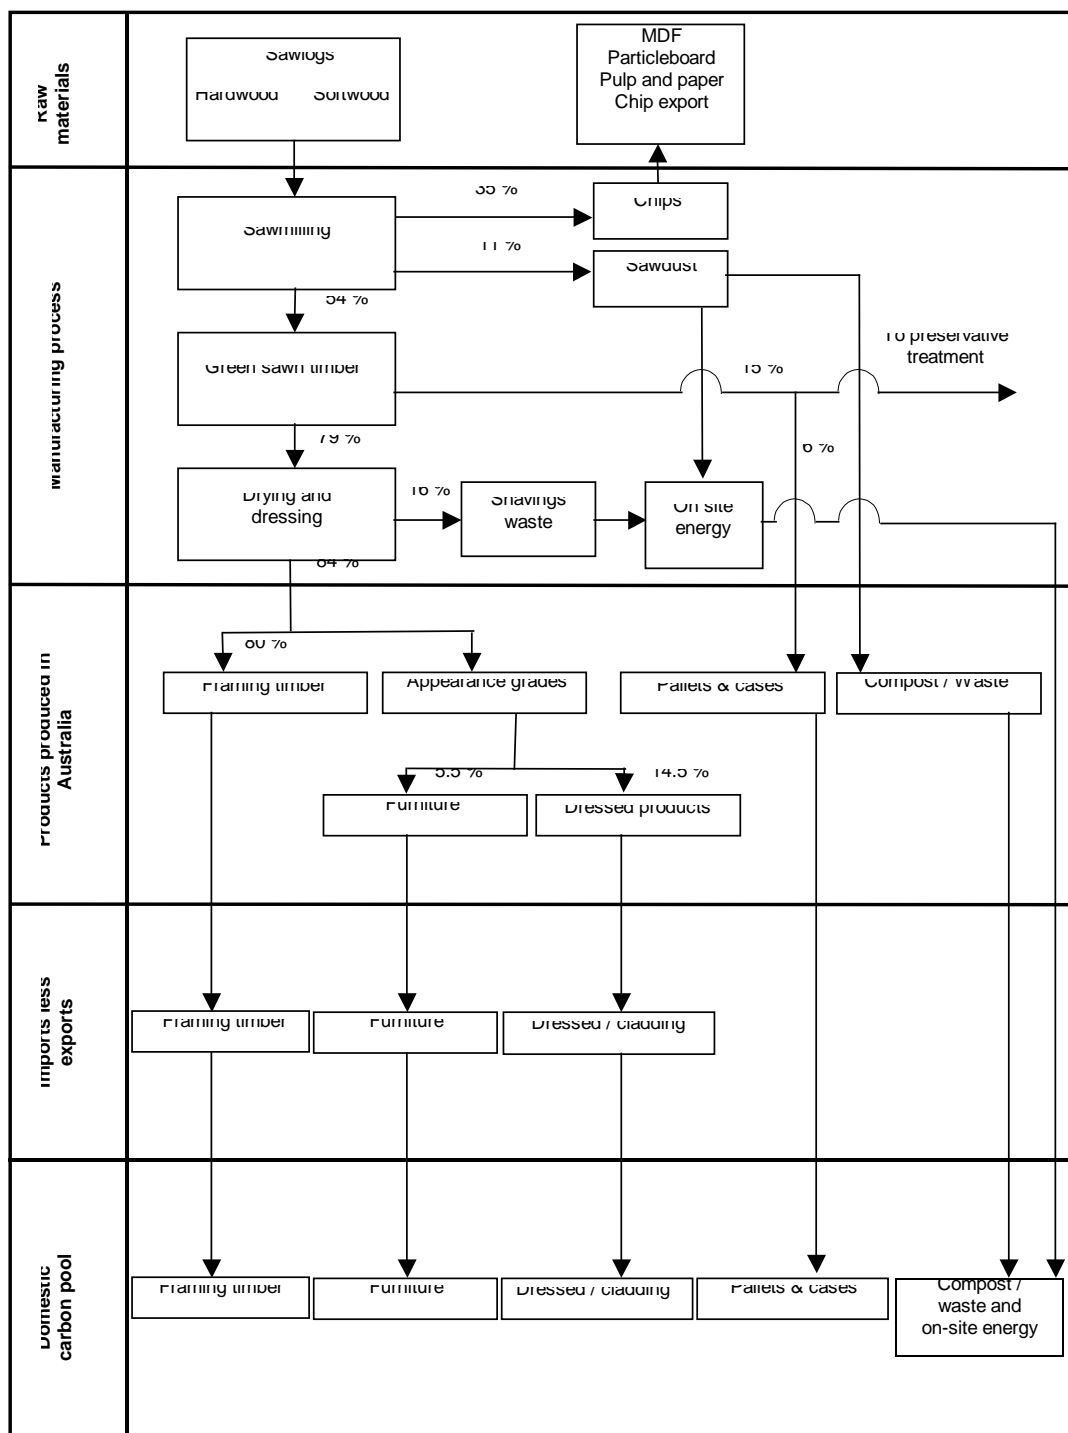 Raw
materials
Sawlogs
Hardwood Softwood
MDF
Particleboard
Pulp and paper
Chip export
Manufacturing process
Sawmilling
35 %
Chips
11 %
Sawdust
54 %
Green sawn timber
15 %
To preservative
treatment
79 %
6 %
Drying and
dressing
16 %
Shavings
waste
On site
energy
84 %
Products produced in
Australia
80 %
Framing timber
Appearance grades
Pallets & cases
Compost / Waste
5.5 %
14.5 %
Furniture
Dressed products
Imports less
exports
Framing timber
Furniture
Dressed / cladding
Domestic
carbon pool
Framing timber
Furniture
Dressed / cladding
Pallets & cases
Compost /
waste and
on-site energy